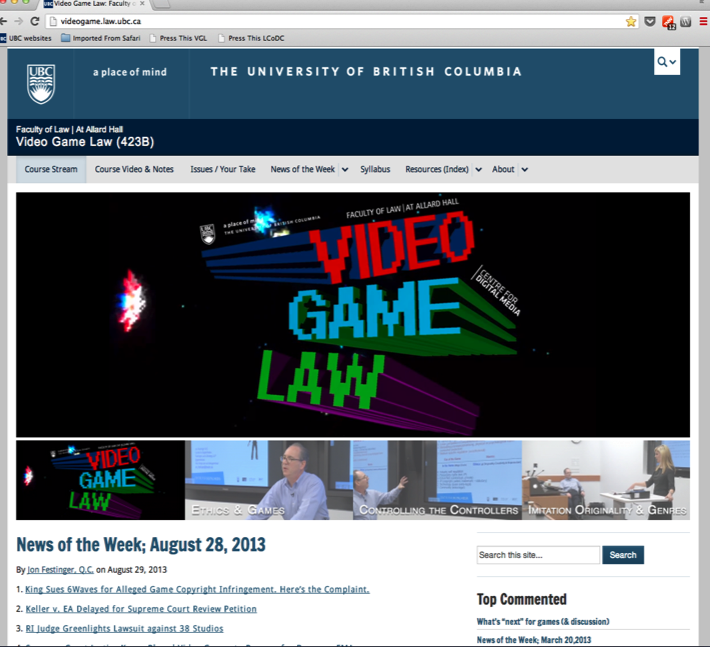 Video Game Law: Faculty
videogame.law.ubc.ca
12
UBC websites Imported From Safari Press This VGL Press This LCoDC
UBC
a place of mind
THE UNIVERSITY OF BRITISH COLUMBIA
Faculty of Law | At Allard Hall
Video Game Law (423B)
Course Stream Course Video & Notes Issues / Your Take News of the Week Syllabus Resources (Index) About
UBC
a place of mind
THE UNIVERSITY OF BRITISH COLUMBIA
FACULTY OF LAW | AT ALLARD HALL
VIDEO
GAME
LAW
CENTRE FOR
DIGITAL MEDIA
VIDEO
GAME
LAW
ETHICS & GAMES
CONTROLLING THE CONTROLLERS
IMITATION ORIGINALITY & GENRES
News of the Week; August 28, 2013
By Jon Festinger, Q.C. on August 29, 2013
1. King Sues 6Waves for Alleged Game Copyright Infringement. Here's the Complaint.
2. Keller v. EA Delayed for Supreme Court Review Petition
3. RI Judge Greenlights Lawsuit against 38 Studios
Search this site... Search
Top Commented
What's "next" for games (& discussion)
News of the Week; March 20,2013